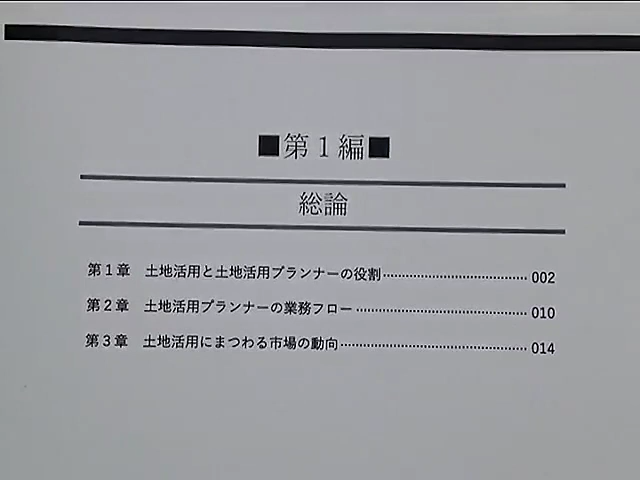 ■第1編■
総論
第1章　土地活用と土地活用プランナーの役割……………………………… 002
第2章　土地活用プランナーの業務フロー……………………………………… 010
第3章　土地活用にまつわる市場の動向………………………………………… 014